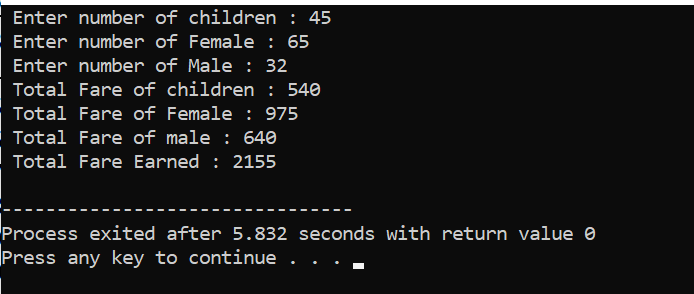 Enter number of children : 45
Enter number of Female : 65
Enter number of Male : 32
Total Fare of children : 540
Total Fare of Female : 975
Total Fare of male : 640
Total Fare Earned : 2155
--------------------------------
Process exited after 5.832 seconds with return value 0
Press any key to continue . . .